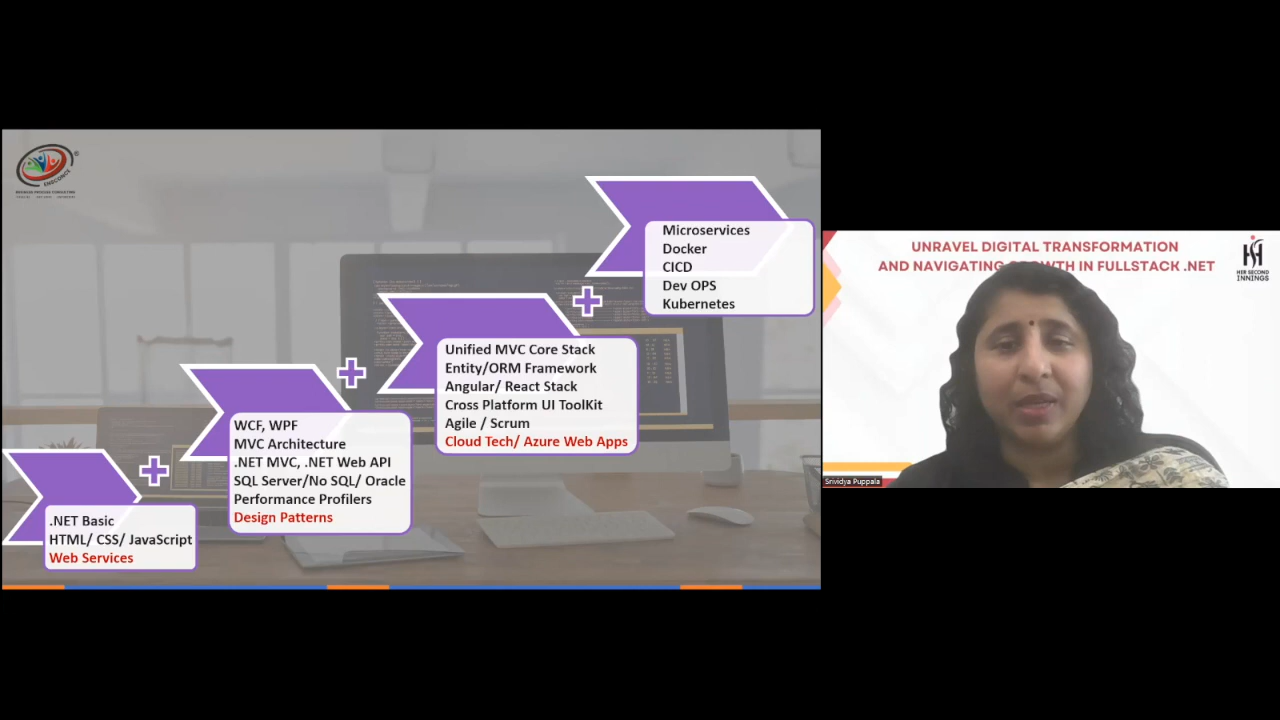 ENSCONCE
Microservices
Docker
CICD
Dev OPS
Kubernetes
Unified MVC Core Stack
Entity/ORM Framework
Angular/ React Stack
Cross Platform UI ToolKit
Agile / Scrum
Cloud Tech/ Azure Web Apps
WCF, WPF
MVC Architecture
.NET MVC, .NET Web API
SQL Server/No SQL/ Oracle
Performance Profilers
Design Patterns
.NET Basic
HTML/ CSS/ JavaScript
Web Services
UNRAVEL DIGITAL TRANSFORMATION
AND NAVIGATING GROWTH IN FULLSTACK .NET
HER SECOND
INNINGS
Srividya Puppala